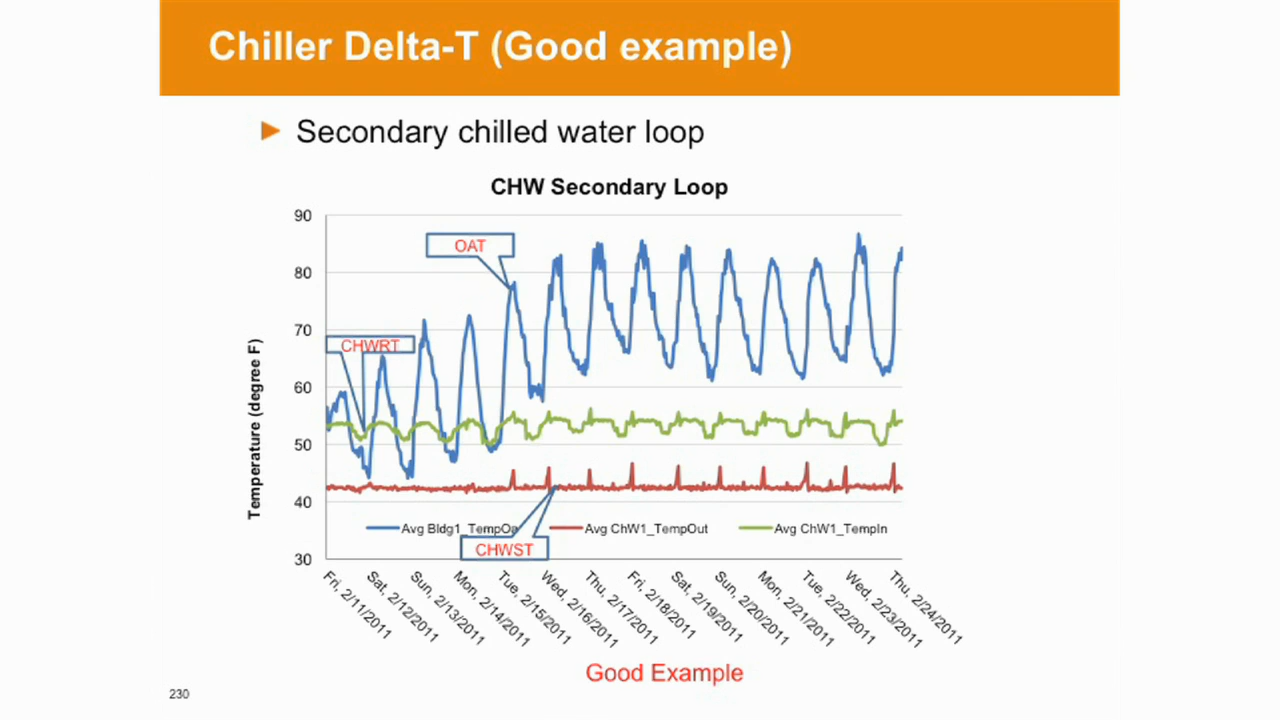 Chiller Delta-T (Good example)
Secondary chilled water loop
CHW Secondary Loop
Temperature (degree F)
90
80
70
60
50
40
30
OAT
CHWRT
CHWST
Avg Bldg1_TempOa
Avg ChW1_TempOut
Avg ChW1_TempIn
Fri, 2/11/2011
Sat, 2/12/2011
Sun, 2/13/2011
Mon, 2/14/2011
Tue, 2/15/2011
Wed, 2/16/2011
Thu, 2/17/2011
Fri, 2/18/2011
Sat, 2/19/2011
Sun, 2/20/2011
Mon, 2/21/2011
Tue, 2/22/2011
Wed, 2/23/2011
Thu, 2/24/2011
Good Example
230